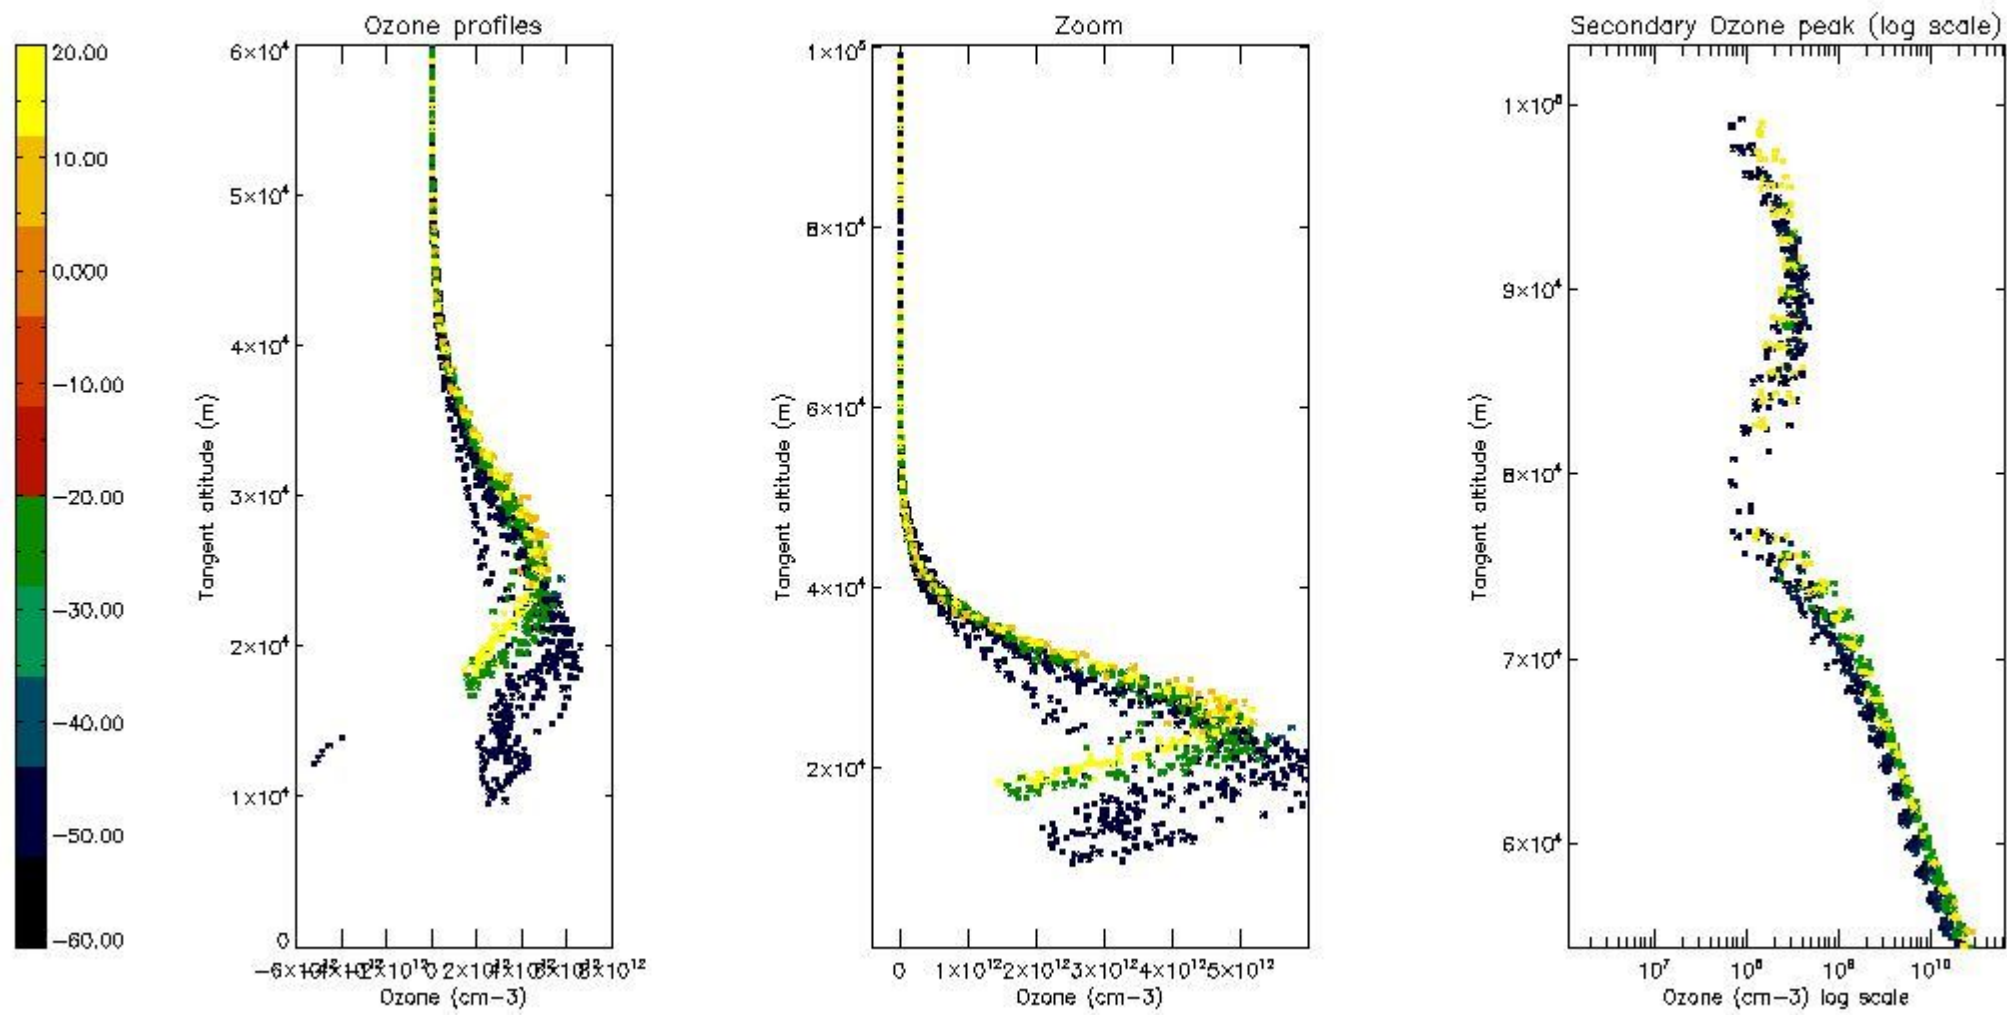 Ozone profiles
Zoom
Secondary Ozone peak (log scale)
20.00
10.00
0.000
−10.00
−20.00
−30.00
−40.00
−50.00
−60.00
6×10⁴
5×10⁴
4×10⁴
3×10⁴
2×10⁴
1×10⁴
0
Tangent altitude (m)
0
8×10¹²
Ozone (cm−3)
1×10⁵
8×10⁴
6×10⁴
4×10⁴
2×10⁴
Tangent altitude (m)
0 1×10¹² 2×10¹² 3×10¹² 4×10¹² 5×10¹²
Ozone (cm−3)
9×10⁴
8×10⁴
7×10⁴
6×10⁴
Tangent altitude (m)
10⁷ 10⁸ 10⁹ 10¹⁰
Ozone (cm−3) log scale